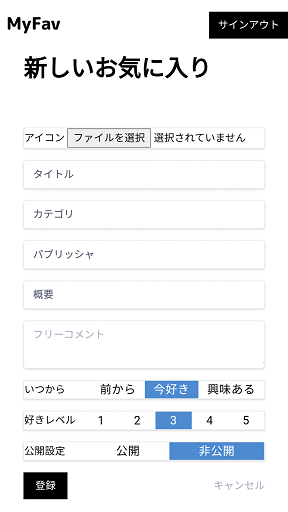 MyFav サインアウト
新しいお気に入り
アイコン ファイルを選択 選択されていません
タイトル
カテゴリ
パブリッシャ
概要
フリーコメント
いつから 前から 今好き 興味ある
好きレベル 1 2 3 4 5
公開設定 公開 非公開
登録 キャンセル